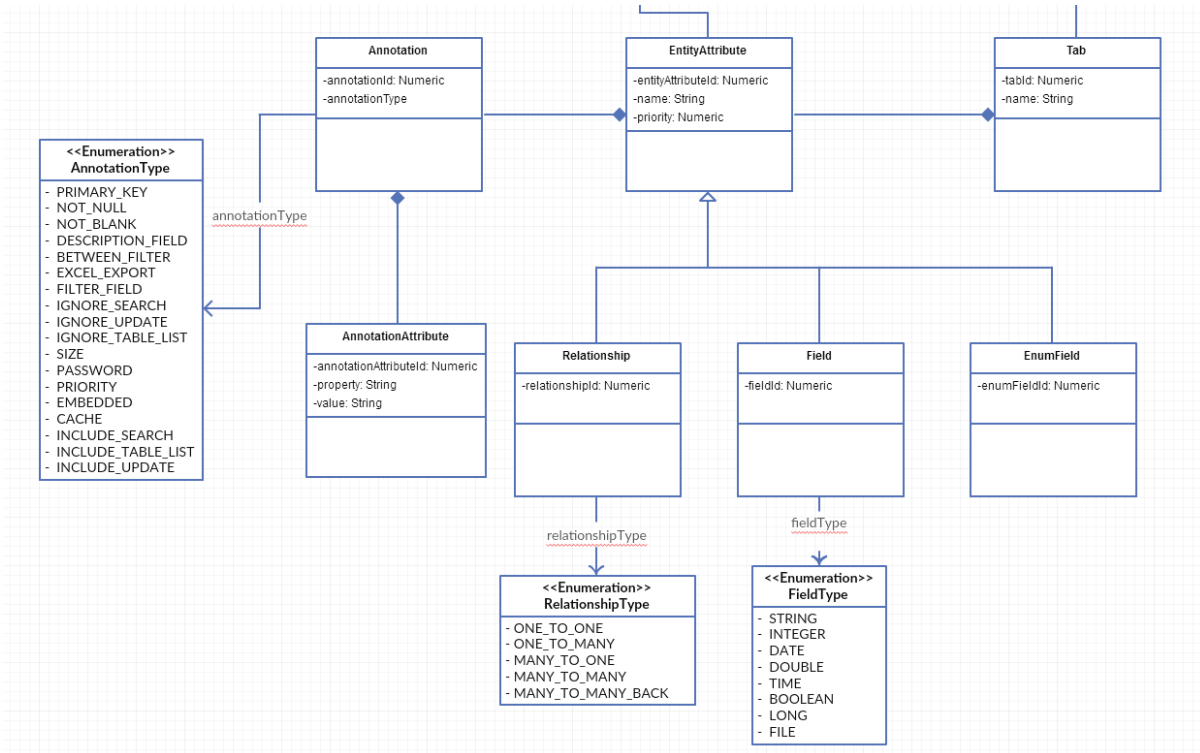 Annotation
-annotationId: Numeric
-annotationType
EntityAttribute
-entityAttributeId: Numeric
-name: String
-priority: Numeric
Tab
-tabId: Numeric
-name: String
<<Enumeration>>
AnnotationType
- PRIMARY_KEY
- NOT_NULL
- NOT_BLANK
- DESCRIPTION_FIELD
- BETWEEN_FILTER
- EXCEL_EXPORT
- FILTER_FIELD
- IGNORE_SEARCH
- IGNORE_UPDATE
- IGNORE_TABLE_LIST
- SIZE
- PASSWORD
- PRIORITY
- EMBEDDED
- CACHE
- INCLUDE_SEARCH
- INCLUDE_TABLE_LIST
- INCLUDE_UPDATE
annotationType
AnnotationAttribute
-annotationAttributeId: Numeric
-property: String
-value: String
Relationship
-relationshipId: Numeric
Field
-fieldId: Numeric
EnumField
-enumFieldId: Numeric
relationshipType
fieldType
<<Enumeration>>
RelationshipType
- ONE_TO_ONE
- ONE_TO_MANY
- MANY_TO_ONE
- MANY_TO_MANY
- MANY_TO_MANY_BACK
<<Enumeration>>
FieldType
- STRING
- INTEGER
- DATE
- DOUBLE
- TIME
- BOOLEAN
- LONG
- FILE